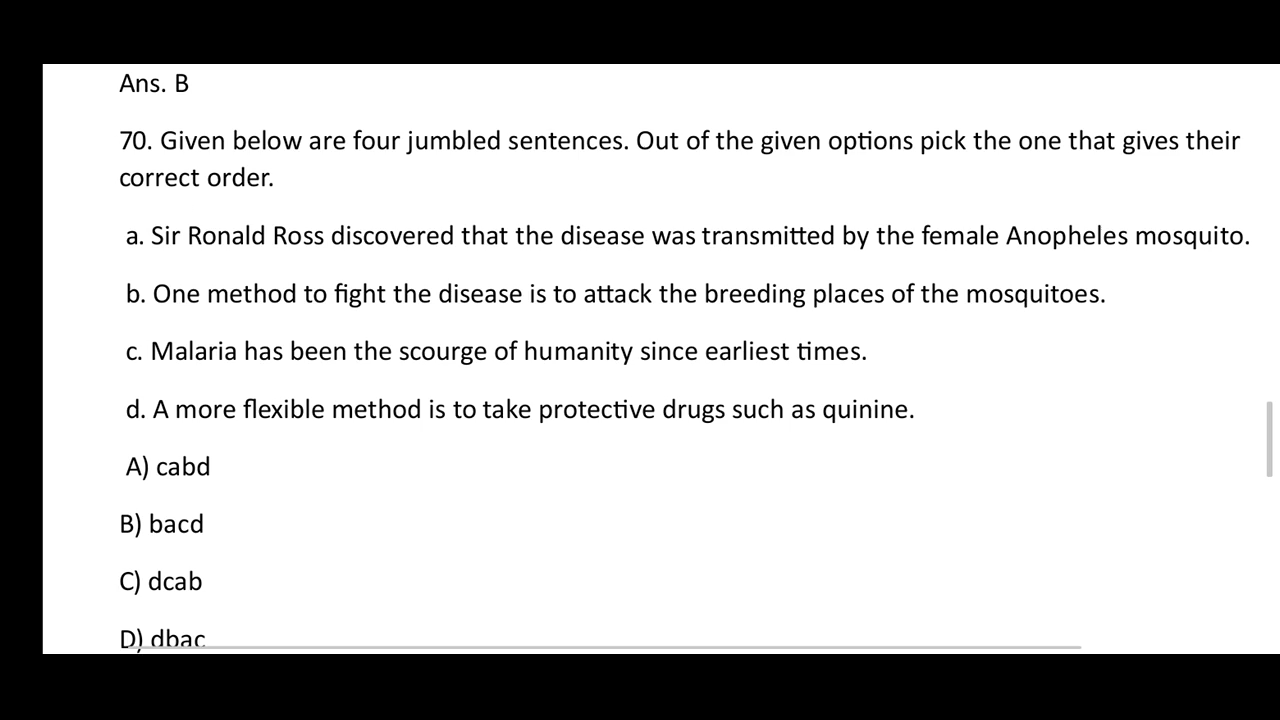 Ans. B
70. Given below are four jumbled sentences. Out of the given options pick the one that gives their
correct order.
a. Sir Ronald Ross discovered that the disease was transmitted by the female Anopheles mosquito.
b. One method to fight the disease is to attack the breeding places of the mosquitoes.
c. Malaria has been the scourge of humanity since earliest times.
d. A more flexible method is to take protective drugs such as quinine.
A) cabd
B) bacd
C) dcab
D) dbac